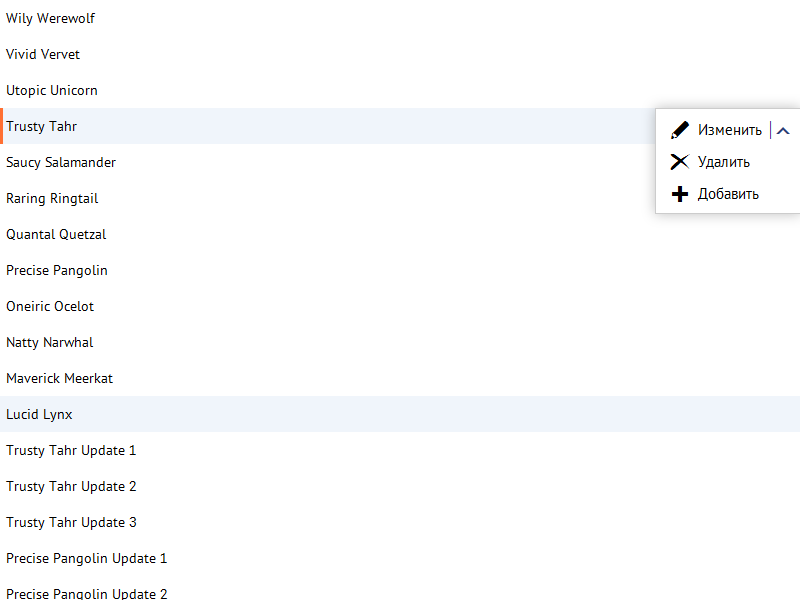 Wily Werewolf
Vivid Vervet
Utopic Unicorn
Trusty Tahr
Изменить
Удалить
Добавить
Saucy Salamander
Raring Ringtail
Quantal Quetzal
Precise Pangolin
Oneiric Ocelot
Natty Narwhal
Maverick Meerkat
Lucid Lynx
Trusty Tahr Update 1
Trusty Tahr Update 2
Trusty Tahr Update 3
Precise Pangolin Update 1
Precise Pangolin Update 2